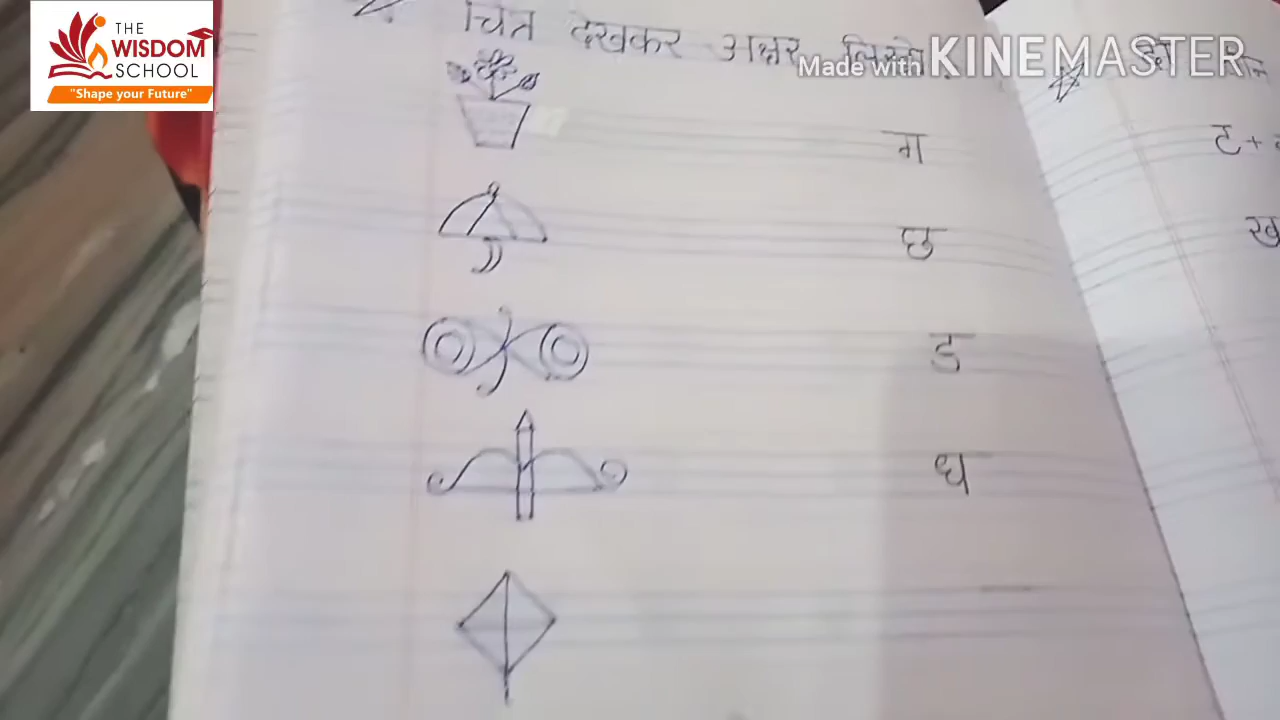 THE
WISDOM
SCHOOL
"Shape your Future"
चित्र देखकर अक्षर लिखो
Made with KINEMASTER
ग
छ
ड
ध
ट +
ख